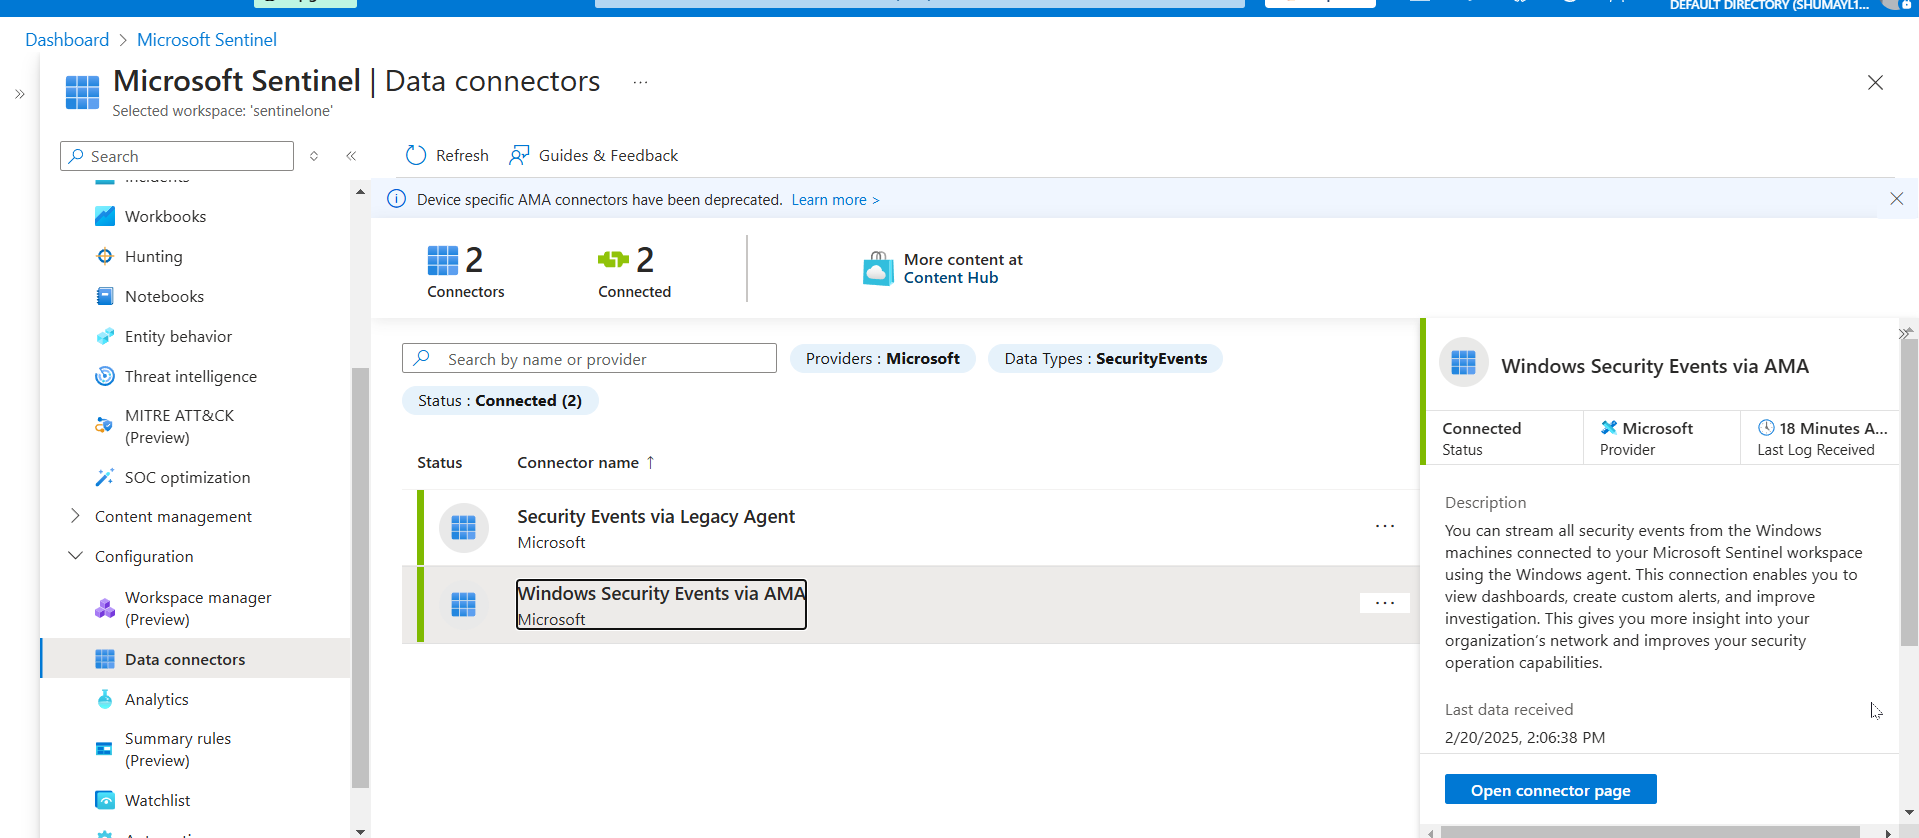 DEFAULT DIRECTORY (SHUMAYL1...
Dashboard > Microsoft Sentinel
Microsoft Sentinel | Data connectors ...
Selected workspace: 'sentinelone'
Search
Refresh
Guides & Feedback
Incidents
Workbooks
Hunting
Notebooks
Entity behavior
Threat intelligence
MITRE ATT&CK
(Preview)
SOC optimization
Content management
Configuration
Workspace manager
(Preview)
Data connectors
Analytics
Summary rules
(Preview)
Watchlist
Device specific AMA connectors have been deprecated. Learn more >
2
Connectors
2
Connected
More content at
Content Hub
Search by name or provider
Providers : Microsoft
Data Types : SecurityEvents
Status : Connected (2)
Status
Connector name ↑
Security Events via Legacy Agent
Microsoft
...
Windows Security Events via AMA
Microsoft
...
Windows Security Events via AMA
Connected
Status
Microsoft
Provider
18 Minutes A...
Last Log Received
Description
You can stream all security events from the Windows
machines connected to your Microsoft Sentinel workspace
using the Windows agent. This connection enables you to
view dashboards, create custom alerts, and improve
investigation. This gives you more insight into your
organization's network and improves your security
operation capabilities.
Last data received
2/20/2025, 2:06:38 PM
Open connector page